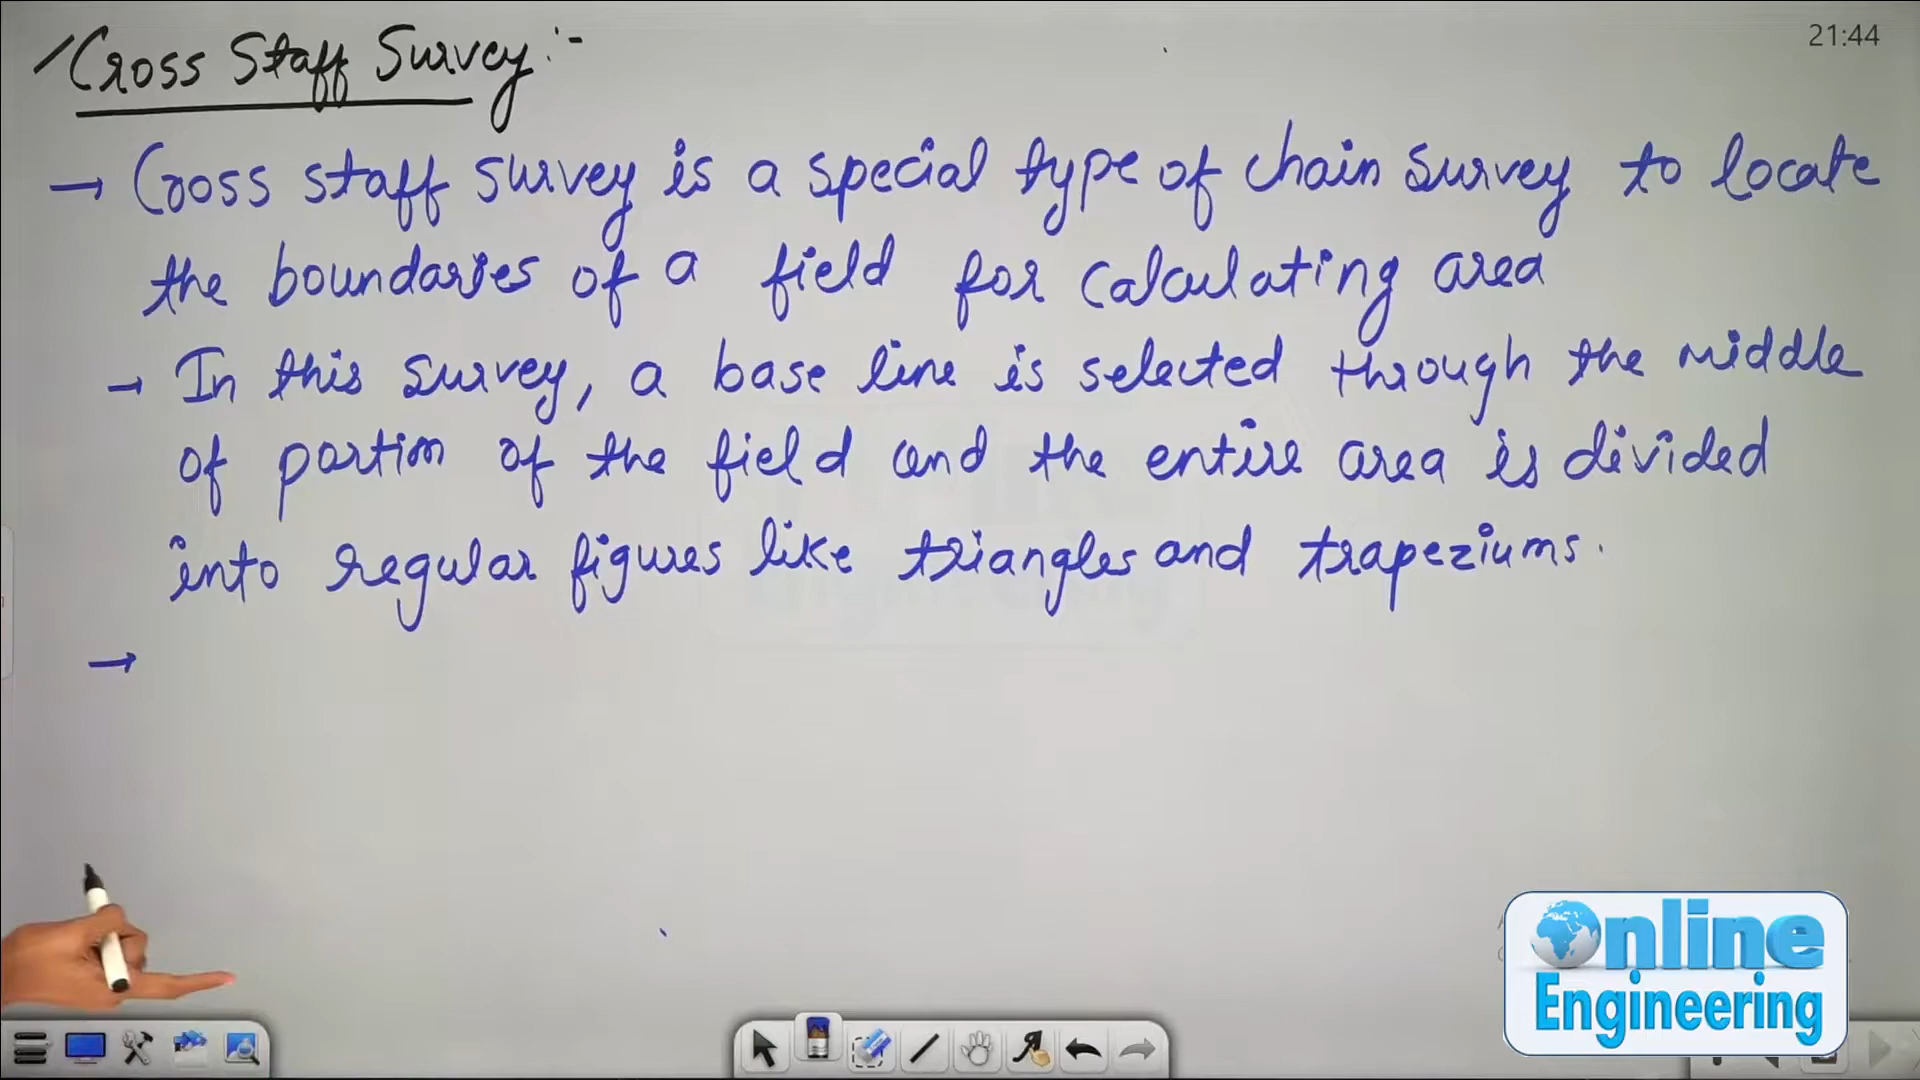 Cross Staff Survey:-
21:44
→ Cross staff survey is a special type of chain survey to locate
the boundaries of a field for calculating area
→ In this survey, a base line is selected through the middle
of portion of the field and the entire area is divided
into regular figures like triangles and trapeziums.
→
Online
Engineering